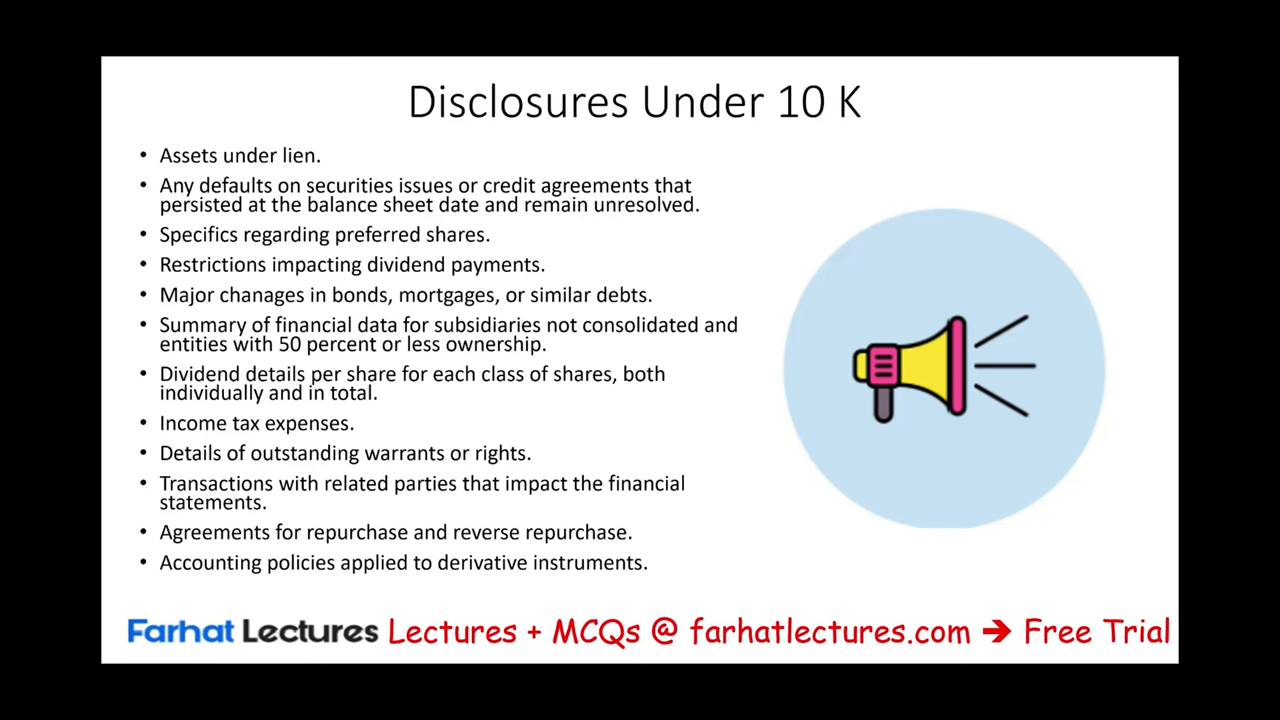 Disclosures Under 10 K
• Assets under lien.
• Any defaults on securities issues or credit agreements that
persisted at the balance sheet date and remain unresolved.
• Specifics regarding preferred shares.
• Restrictions impacting dividend payments.
• Major chanages in bonds, mortgages, or similar debts.
• Summary of financial data for subsidiaries not consolidated and
entities with 50 percent or less ownership.
• Dividend details per share for each class of shares, both
individually and in total.
• Income tax expenses.
• Details of outstanding warrants or rights.
• Transactions with related parties that impact the financial
statements.
• Agreements for repurchase and reverse repurchase.
• Accounting policies applied to derivative instruments.
Farhat Lectures Lectures + MCQs @ farhatlectures.com ➔ Free Trial